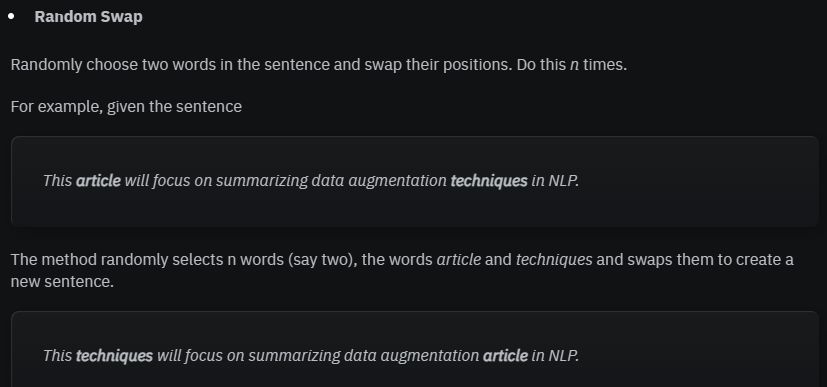 Random Swap
Randomly choose two words in the sentence and swap their positions. Do this n times.
For example, given the sentence
This article will focus on summarizing data augmentation techniques in NLP.
The method randomly selects n words (say two), the words article and techniques and swaps them to create a
new sentence.
This techniques will focus on summarizing data augmentation article in NLP.